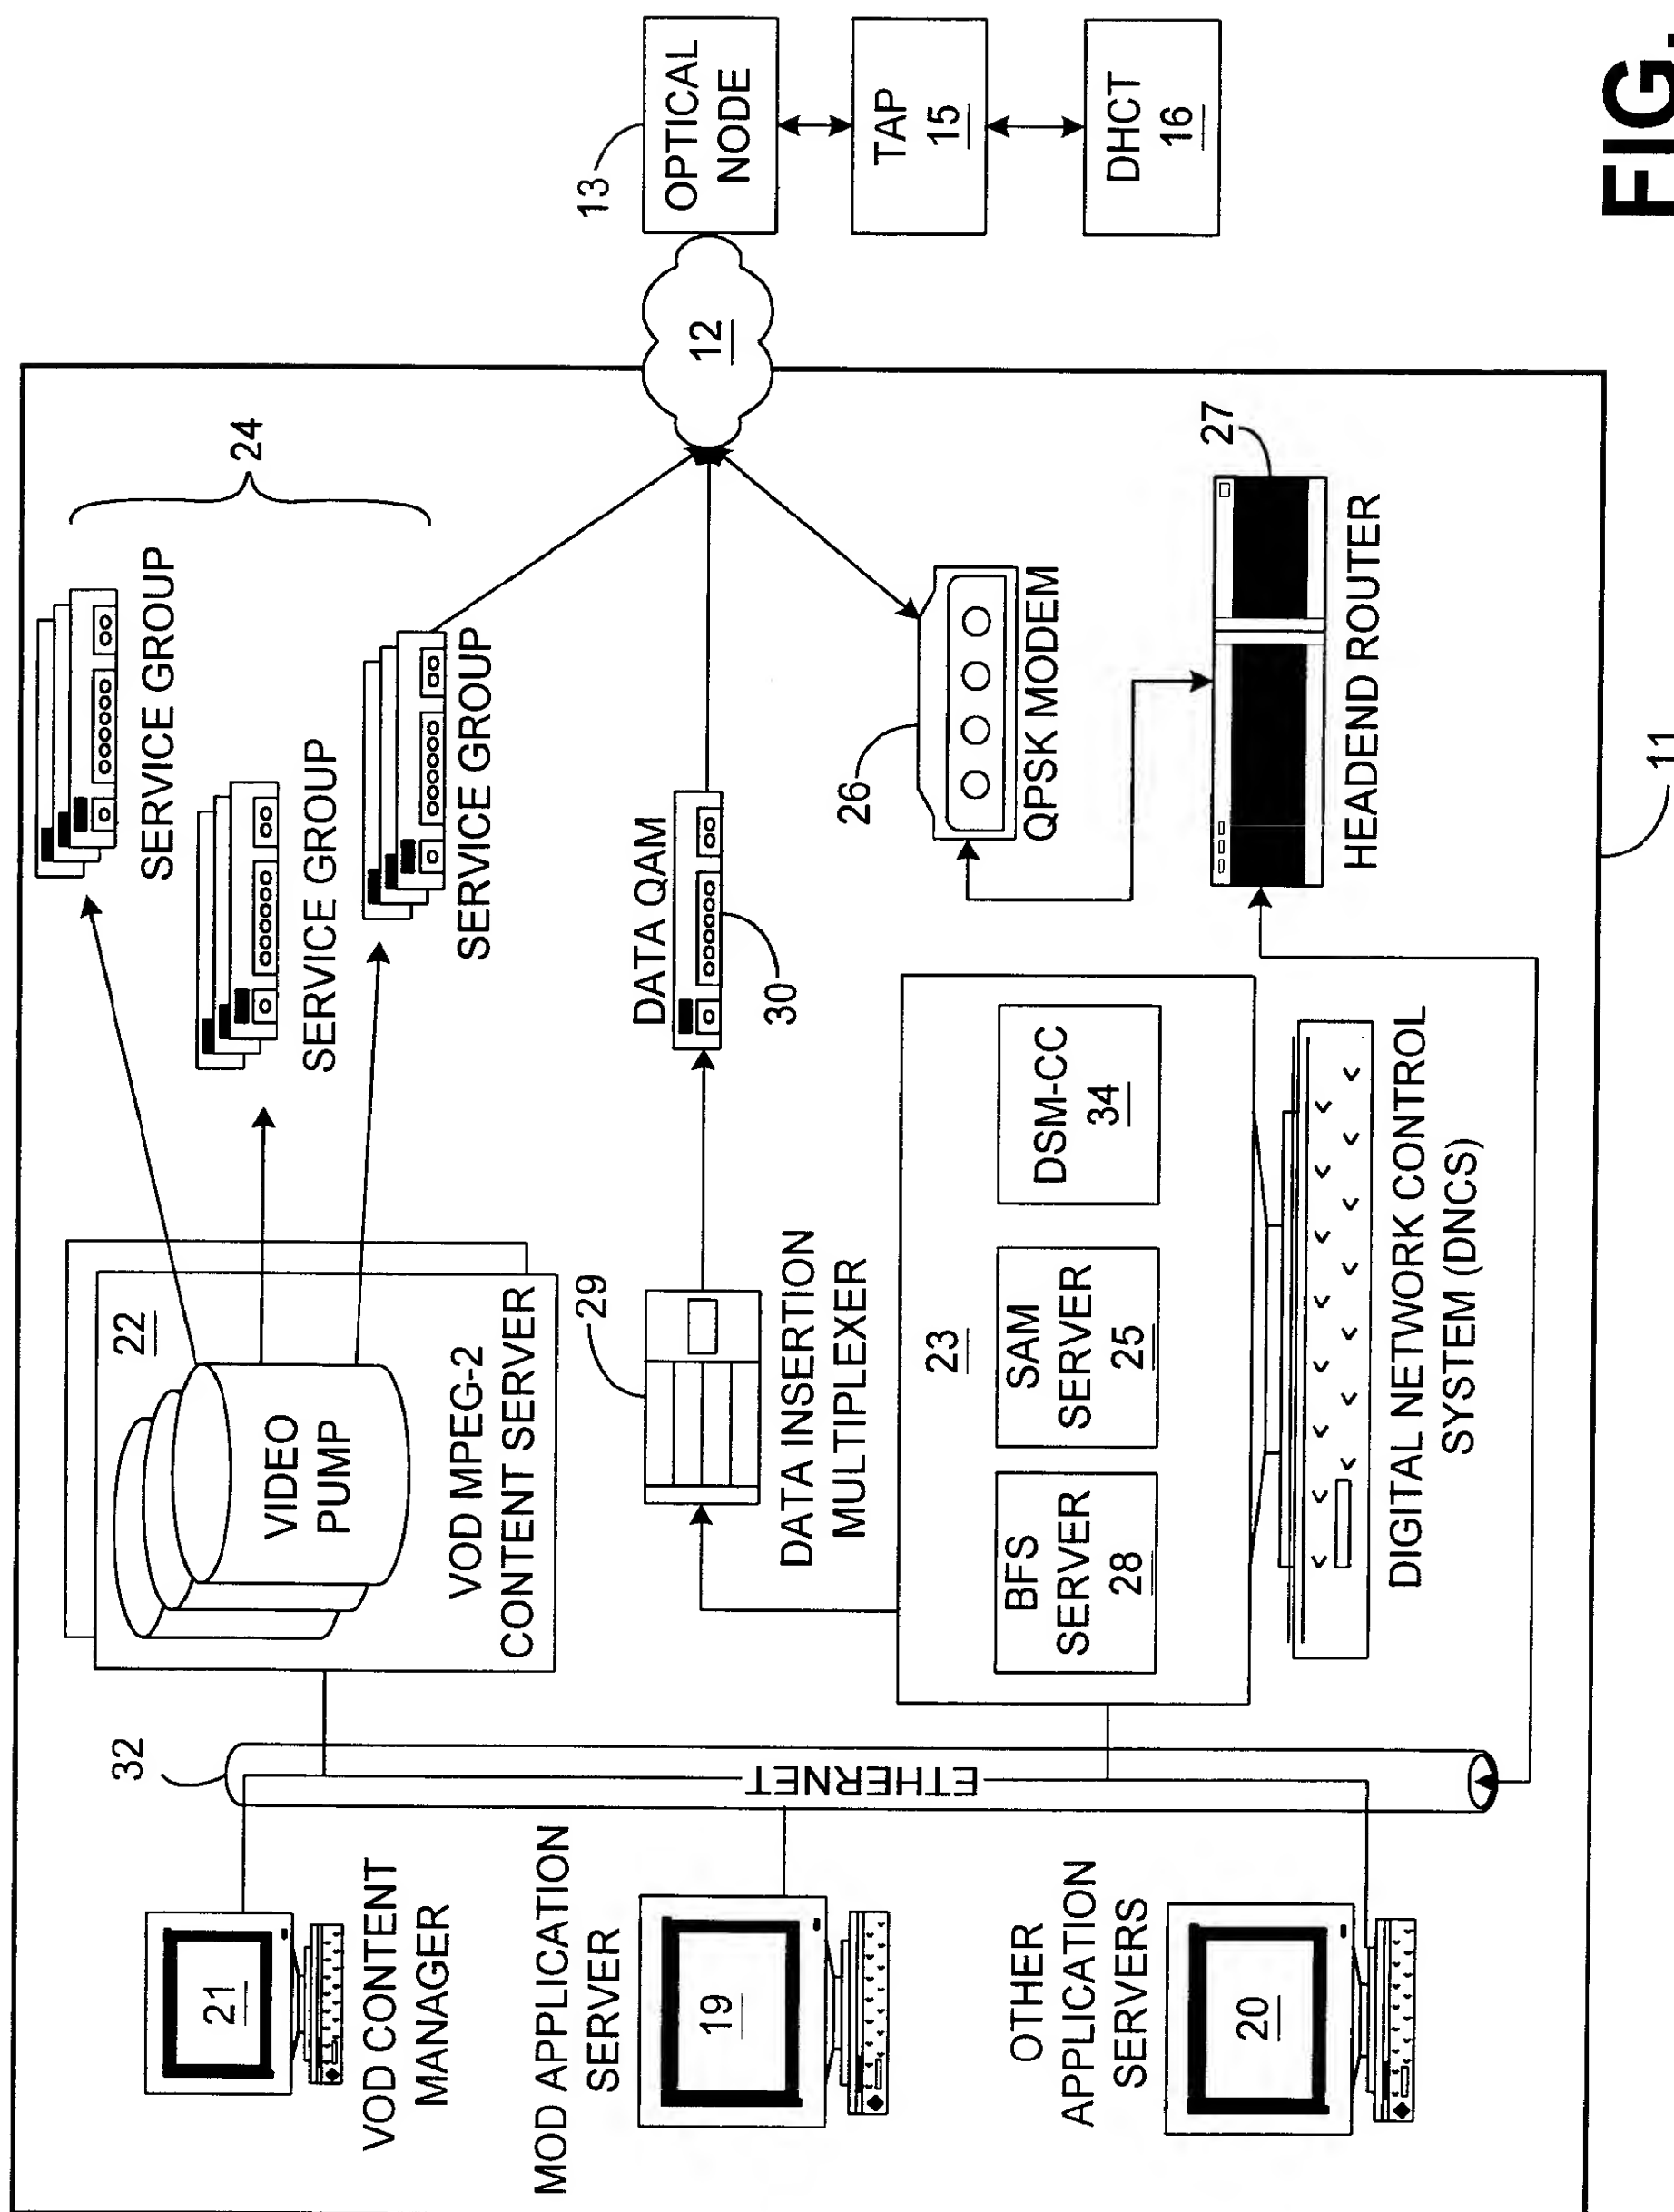 21
VOD CONTENT
MANAGER
MOD APPLICATION
SERVER
19
OTHER
APPLICATION
SERVERS
20
32
ETHERNET
22
VIDEO
PUMP
VOD MPEG-2
CONTENT SERVER
29
DATA INSERTION
MULTIPLEXER
23
BFS
SERVER
28
SAM
SERVER
25
DSM-CC
34
DIGITAL NETWORK CONTROL
SYSTEM (DNCS)
SERVICE GROUP
SERVICE GROUP
SERVICE GROUP
24
DATA QAM
30
26
QPSK MODEM
27
HEADEND ROUTER
11
12
13
OPTICAL
NODE
TAP
15
DHCT
16
FIG.